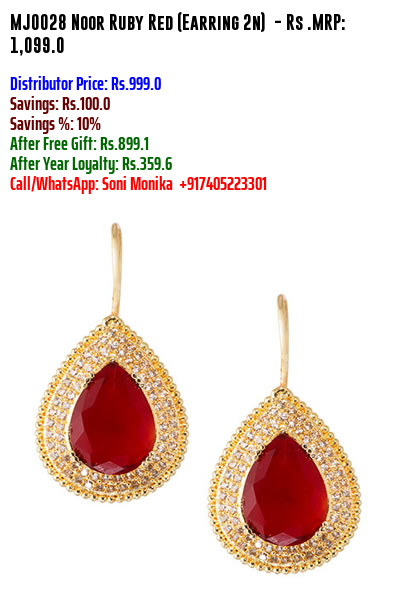 MJ0028 Noor Ruby Red (Earring 2n) - Rs .MRP:
1,099.0
Distributor Price: Rs.999.0
Savings: Rs.100.0
Savings %: 10%
After Free Gift: Rs.899.1
After Year Loyalty: Rs.359.6
Call/WhatsApp: Soni Monika +917405223301